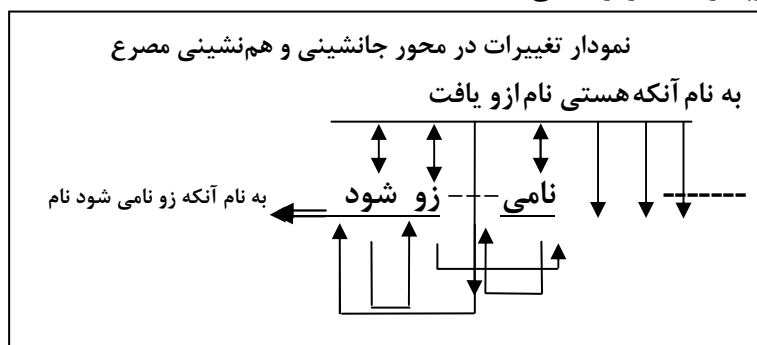 نمودار تغییرات در محور جانشینی و هم‌نشینی مصرع
به نام آنکه هستی نام ازو یافت
------- نامی --- زو شود
به نام آنکه زو نامی شود نام